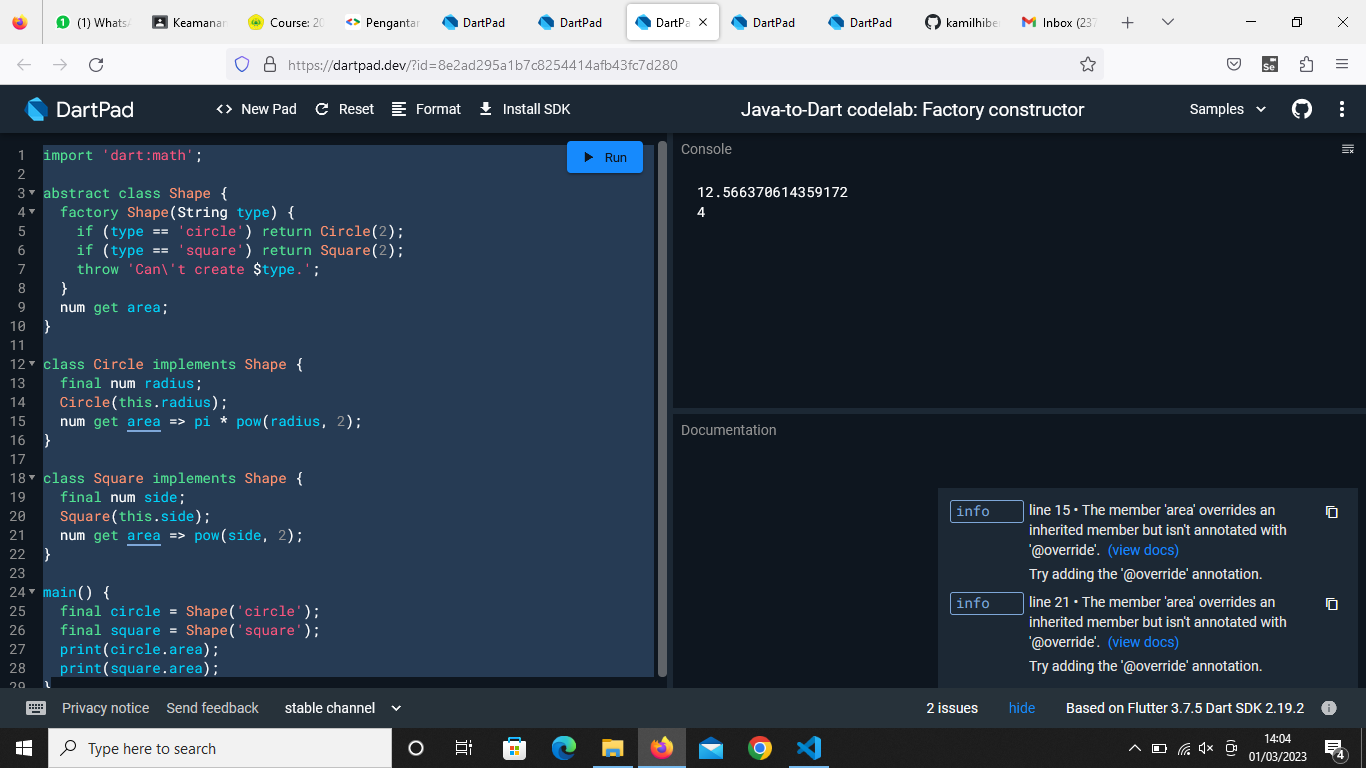 (1) Whats
Keamanan
Course: 20
Pengantar
DartPad
DartPad
DartPa
DartPad
DartPad
kamilhibe
Inbox (237
https://dartpad.dev/?id=8e2ad295a1b7c8254414afb43fc7d280
DartPad
<> New Pad
Reset
Format
Install SDK
Java-to-Dart codelab: Factory constructor
Samples
Run
1 import 'dart:math';
2
3 abstract class Shape {
4 factory Shape(String type) {
5 if (type == 'circle') return Circle(2);
6 if (type == 'square') return Square(2);
7 throw 'Can\'t create $type.';
8 }
9 num get area;
10 }
11
12 class Circle implements Shape {
13 final num radius;
14 Circle(this.radius);
15 num get area => pi * pow(radius, 2);
16 }
17
18 class Square implements Shape {
19 final num side;
20 Square(this.side);
21 num get area => pow(side, 2);
22 }
23
24 main() {
25 final circle = Shape('circle');
26 final square = Shape('square');
27 print(circle.area);
28 print(square.area);
29 }
Console
12.566370614359172
4
Documentation
info
line 15 • The member 'area' overrides an
inherited member but isn't annotated with
'@override'. (view docs)
Try adding the '@override' annotation.
info
line 21 • The member 'area' overrides an
inherited member but isn't annotated with
'@override'. (view docs)
Try adding the '@override' annotation.
Privacy notice
Send feedback
stable channel
2 issues
hide
Based on Flutter 3.7.5 Dart SDK 2.19.2
Type here to search
14:04
01/03/2023
4